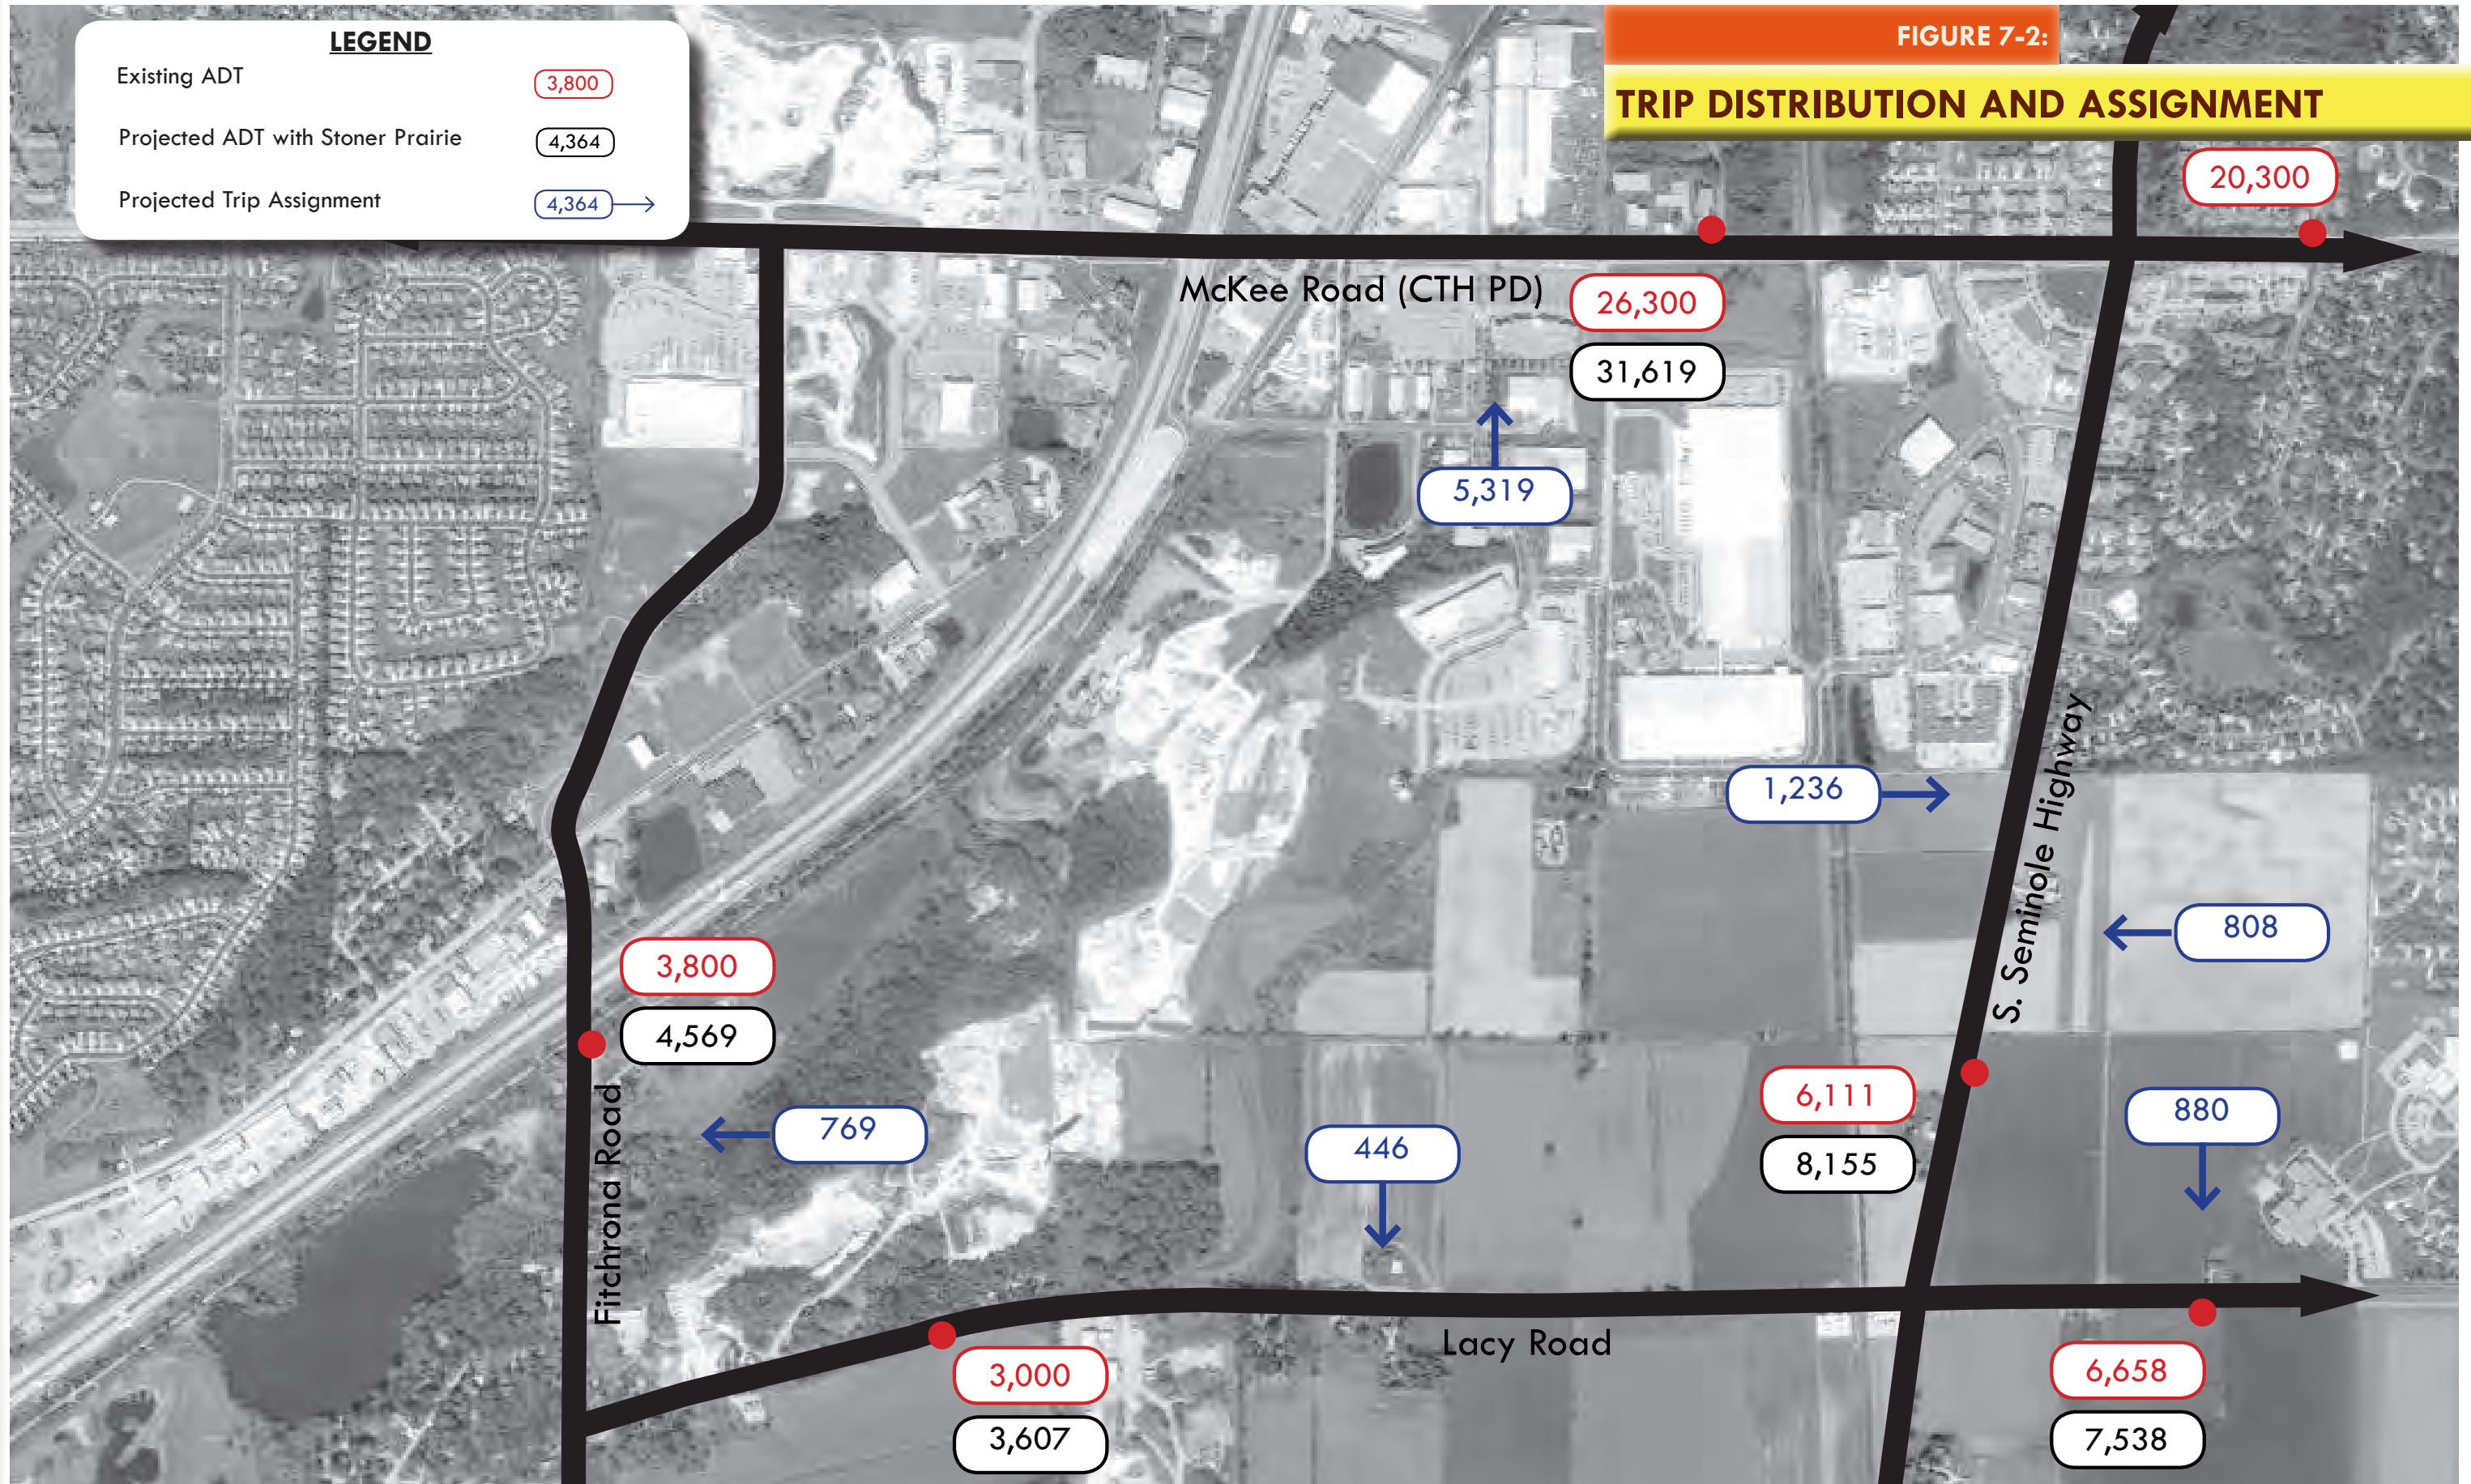 LEGEND
Existing ADT 3,800
Projected ADT with Stoner Prairie 4,364
Projected Trip Assignment 4,364
FIGURE 7-2:
TRIP DISTRIBUTION AND ASSIGNMENT
20,300
McKee Road (CTH PD)
26,300
31,619
5,319
1,236
S. Seminole Highway
808
3,800
4,569
Fitchrona Road
769
446
6,111
8,155
880
Lacy Road
3,000
3,607
6,658
7,538